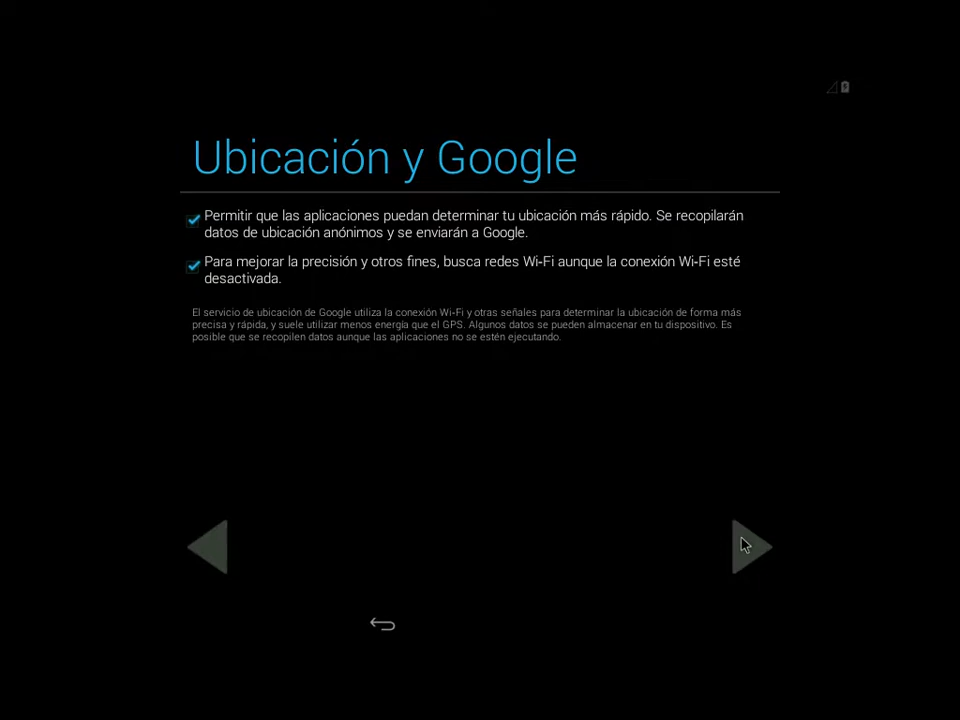 Ubicación y Google
Permitir que las aplicaciones puedan determinar tu ubicación más rápido. Se recopilarán
datos de ubicación anónimos y se enviarán a Google.
Para mejorar la precisión y otros fines, busca redes Wi-Fi aunque la conexión Wi-Fi esté
desactivada.
El servicio de ubicación de Google utiliza la conexión Wi-Fi y otras señales para determinar la ubicación de forma más
precisa y rápida, y suele utilizar menos energía que el GPS. Algunos datos se pueden almacenar en tu dispositivo. Es
posible que se recopilen datos aunque las aplicaciones no se estén ejecutando.